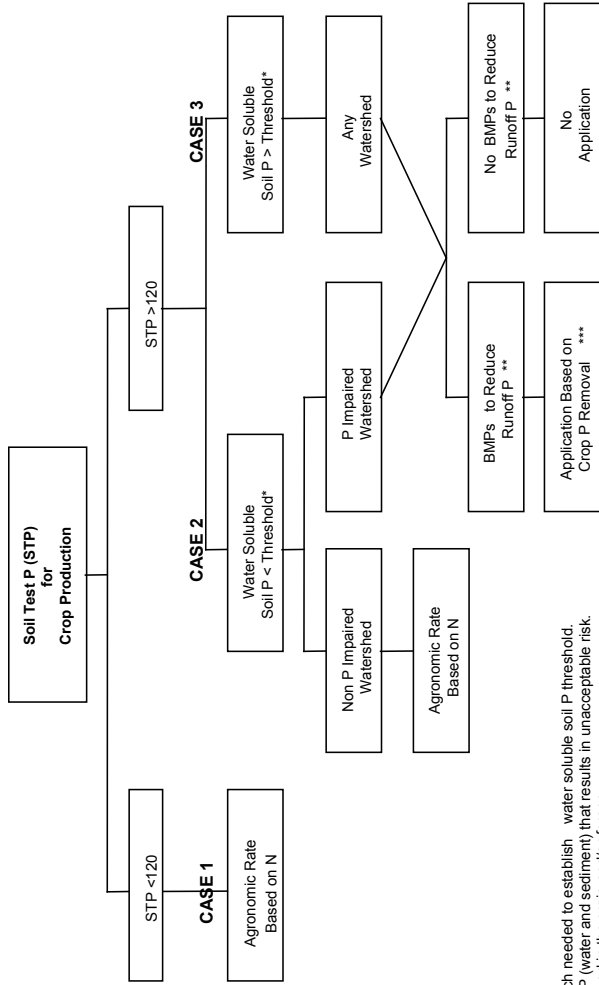 Soil Test P (STP)
for
Crop Production
STP <120
STP >120
CASE 1
CASE 2
CASE 3
Agronomic Rate
Based on N
Water Soluble
Soil P < Threshold*
Water Soluble
Soil P > Threshold*
Non P Impaired
Watershed
P Impaired
Watershed
Any
Watershed
Agronomic Rate
Based on N
BMPs to Reduce
Runoff P **
No BMPs to Reduce
Runoff P **
Application Based on
Crop P Removal ***
No
Application
needed to establish water soluble soil P threshold.
P (water and sediment) that results in unacceptable risk.